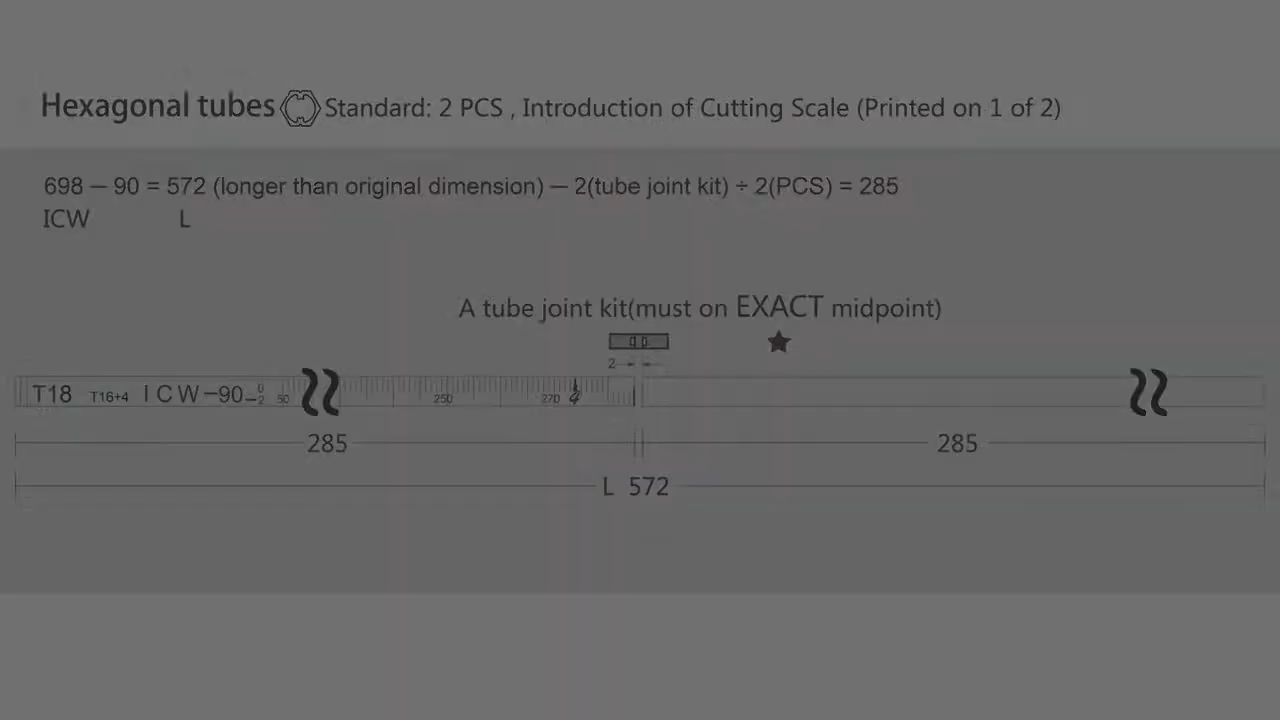 Hexagonal tubes Standard: 2 PCS , Introduction of Cutting Scale (Printed on 1 of 2)
698 — 90 = 572 (longer than original dimension) — 2(tube joint kit) ÷ 2(PCS) = 285
ICW L
A tube joint kit(must on EXACT midpoint)
2
T18 T16+4 I C W –90 – 0 2 50 250 270
285 285
L 572